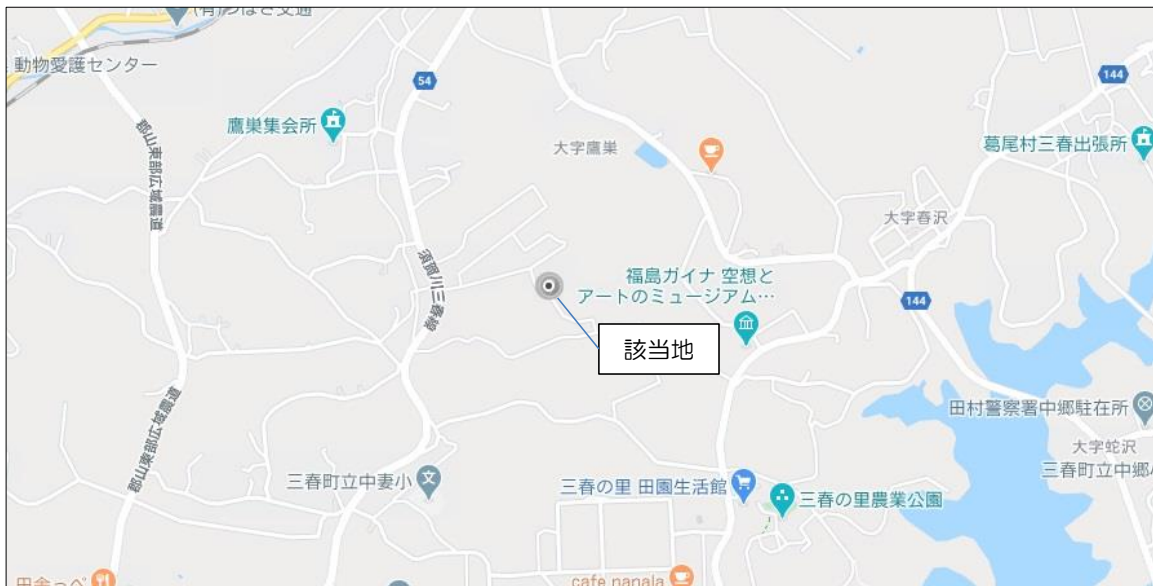 動物愛護センター
54
144
鷹巣集会所
大字鷹巣
葛尾村三春出張所
郡山東部広域農道
大字春沢
須賀川三春線
福島ガイナ 空想と
アートのミュージアム…
144
該当地
郡山東部広域農道
田村警察署中郷駐在所
大字蛇沢
三春町立中妻小
三春の里 田園生活館
三春の里農業公園
三春町立中郷小
cafe nanala